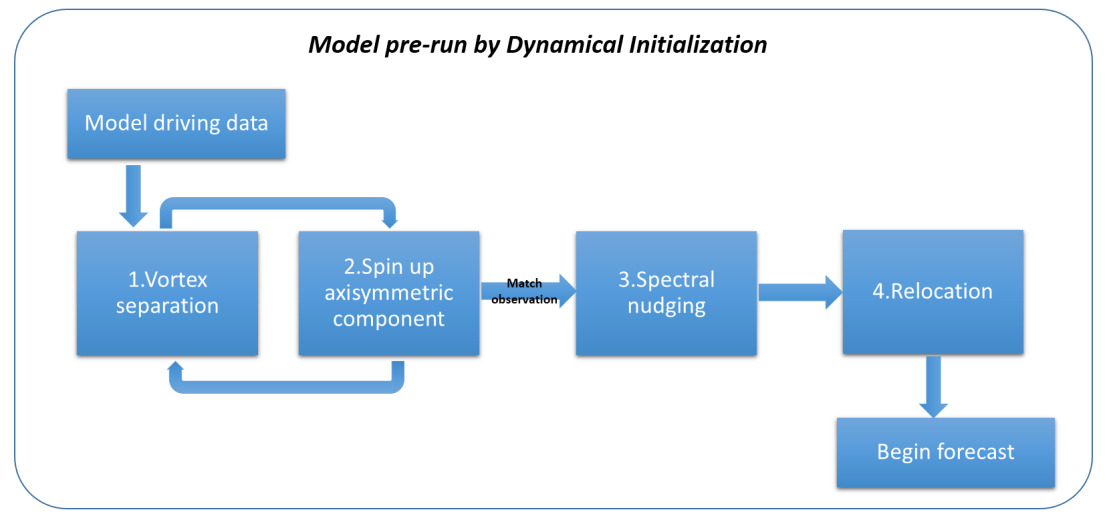 Model pre-run by Dynamical Initialization
Model driving data
1.Vortex
separation
2.Spin up
axisymmetric
component
Match
observation
3.Spectral
nudging
4.Relocation
Begin forecast